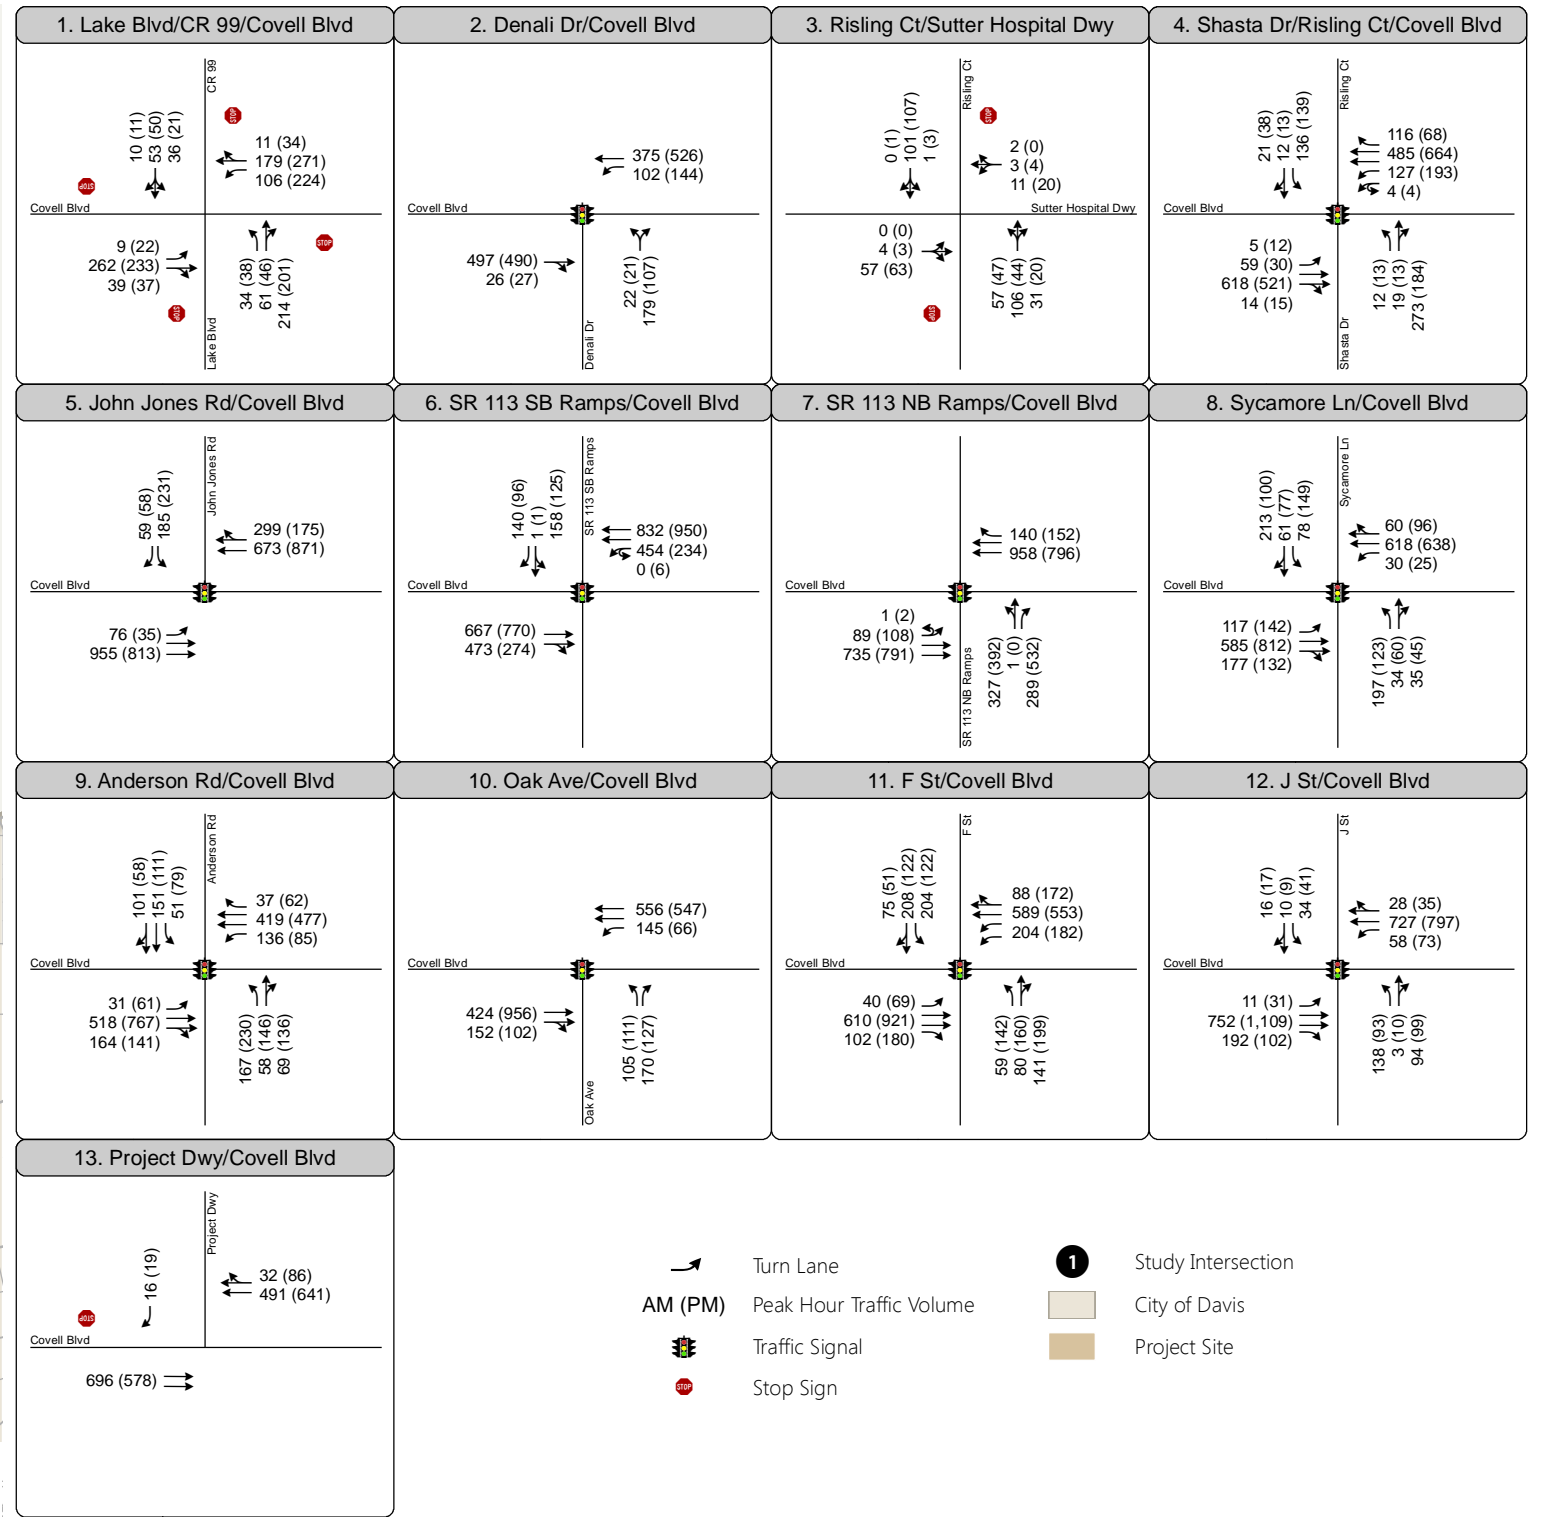 1. Lake Blvd/CR 99/Covell Blvd
CR 99
10 (11)
53 (50)
36 (21)
STOP
11 (34)
179 (271)
106 (224)
STOP
Covell Blvd
9 (22)
262 (233)
39 (37)
34 (38)
61 (46)
214 (201)
STOP
STOP
Lake Blvd
2. Denali Dr/Covell Blvd
375 (526)
102 (144)
Covell Blvd
497 (490)
26 (27)
22 (21)
179 (107)
Denali Dr
3. Risling Ct/Sutter Hospital Dwy
Risling Ct
0 (1)
101 (107)
1 (3)
STOP
2 (0)
3 (4)
11 (20)
Sutter Hospital Dwy
0 (0)
4 (3)
57 (63)
57 (47)
106 (44)
31 (20)
STOP
4. Shasta Dr/Risling Ct/Covell Blvd
Risling Ct
21 (38)
12 (13)
136 (139)
116 (68)
485 (664)
127 (193)
4 (4)
Covell Blvd
5 (12)
59 (30)
618 (521)
14 (15)
12 (13)
19 (13)
273 (184)
Shasta Dr
5. John Jones Rd/Covell Blvd
John Jones Rd
59 (58)
185 (231)
299 (175)
673 (871)
Covell Blvd
76 (35)
955 (813)
6. SR 113 SB Ramps/Covell Blvd
SR 113 SB Ramps
140 (96)
1 (1)
158 (125)
832 (950)
454 (234)
0 (6)
Covell Blvd
667 (770)
473 (274)
7. SR 113 NB Ramps/Covell Blvd
140 (152)
958 (796)
Covell Blvd
1 (2)
89 (108)
735 (791)
327 (392)
1 (0)
289 (532)
SR 113 NB Ramps
8. Sycamore Ln/Covell Blvd
Sycamore Ln
213 (100)
61 (77)
78 (149)
60 (96)
618 (638)
30 (25)
Covell Blvd
117 (142)
585 (812)
177 (132)
197 (123)
34 (60)
35 (45)
9. Anderson Rd/Covell Blvd
Anderson Rd
101 (58)
151 (111)
51 (79)
37 (62)
419 (477)
136 (85)
Covell Blvd
31 (61)
518 (767)
164 (141)
167 (230)
58 (146)
69 (136)
10. Oak Ave/Covell Blvd
556 (547)
145 (66)
Covell Blvd
424 (956)
152 (102)
105 (111)
170 (127)
Oak Ave
11. F St/Covell Blvd
F St
75 (51)
208 (122)
204 (122)
88 (172)
589 (553)
204 (182)
Covell Blvd
40 (69)
610 (921)
102 (180)
59 (142)
80 (160)
141 (199)
12. J St/Covell Blvd
J St
16 (17)
10 (9)
34 (41)
28 (35)
727 (797)
58 (73)
Covell Blvd
11 (31)
752 (1,109)
192 (102)
138 (93)
3 (10)
94 (99)
13. Project Dwy/Covell Blvd
Project Dwy
16 (19)
32 (86)
491 (641)
STOP
Covell Blvd
696 (578)
Turn Lane
AM (PM) Peak Hour Traffic Volume
Traffic Signal
STOP Stop Sign
1 Study Intersection
City of Davis
Project Site